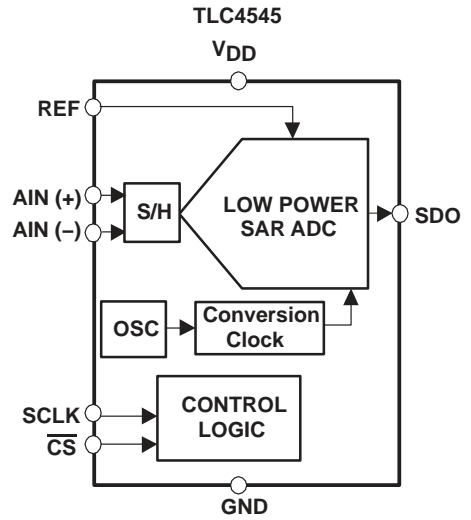 TLC4545
VDD
REF
AIN (+)
AIN (–)
S/H
LOW POWER
SAR ADC
SDO
OSC
Conversion
Clock
SCLK
CS
CONTROL
LOGIC
GND